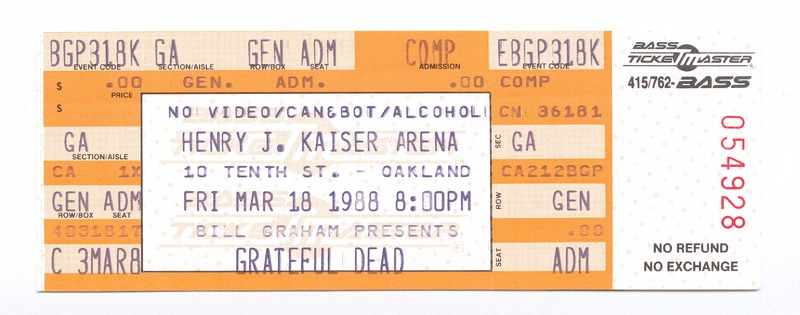 BGP318K GA GEN ADM COMP EBGP318K
EVENT CODE SECTION/AISLE ROW/BOX SEAT ADMISSION EVENT CODE
$ .00 GEN. ADM. .00 COMP
PRICE
$ NO VIDEO/CAN&BOT/ALCOHOL CN 36181
GA HENRY J. KAISER ARENA SEC GA
SECTION/AISLE
CA 1X 10 TENTH ST. - OAKLAND CA212BGP
GEN ADM FRI MAR 18 1988 8:00PM ROW GEN
ROW/BOX SEAT
BILL GRAHAM PRESENTS .00
C 3MAR8 GRATEFUL DEAD SEAT ADM
BASS
TICKETMASTER
415/762-BASS
054928
NO REFUND
NO EXCHANGE